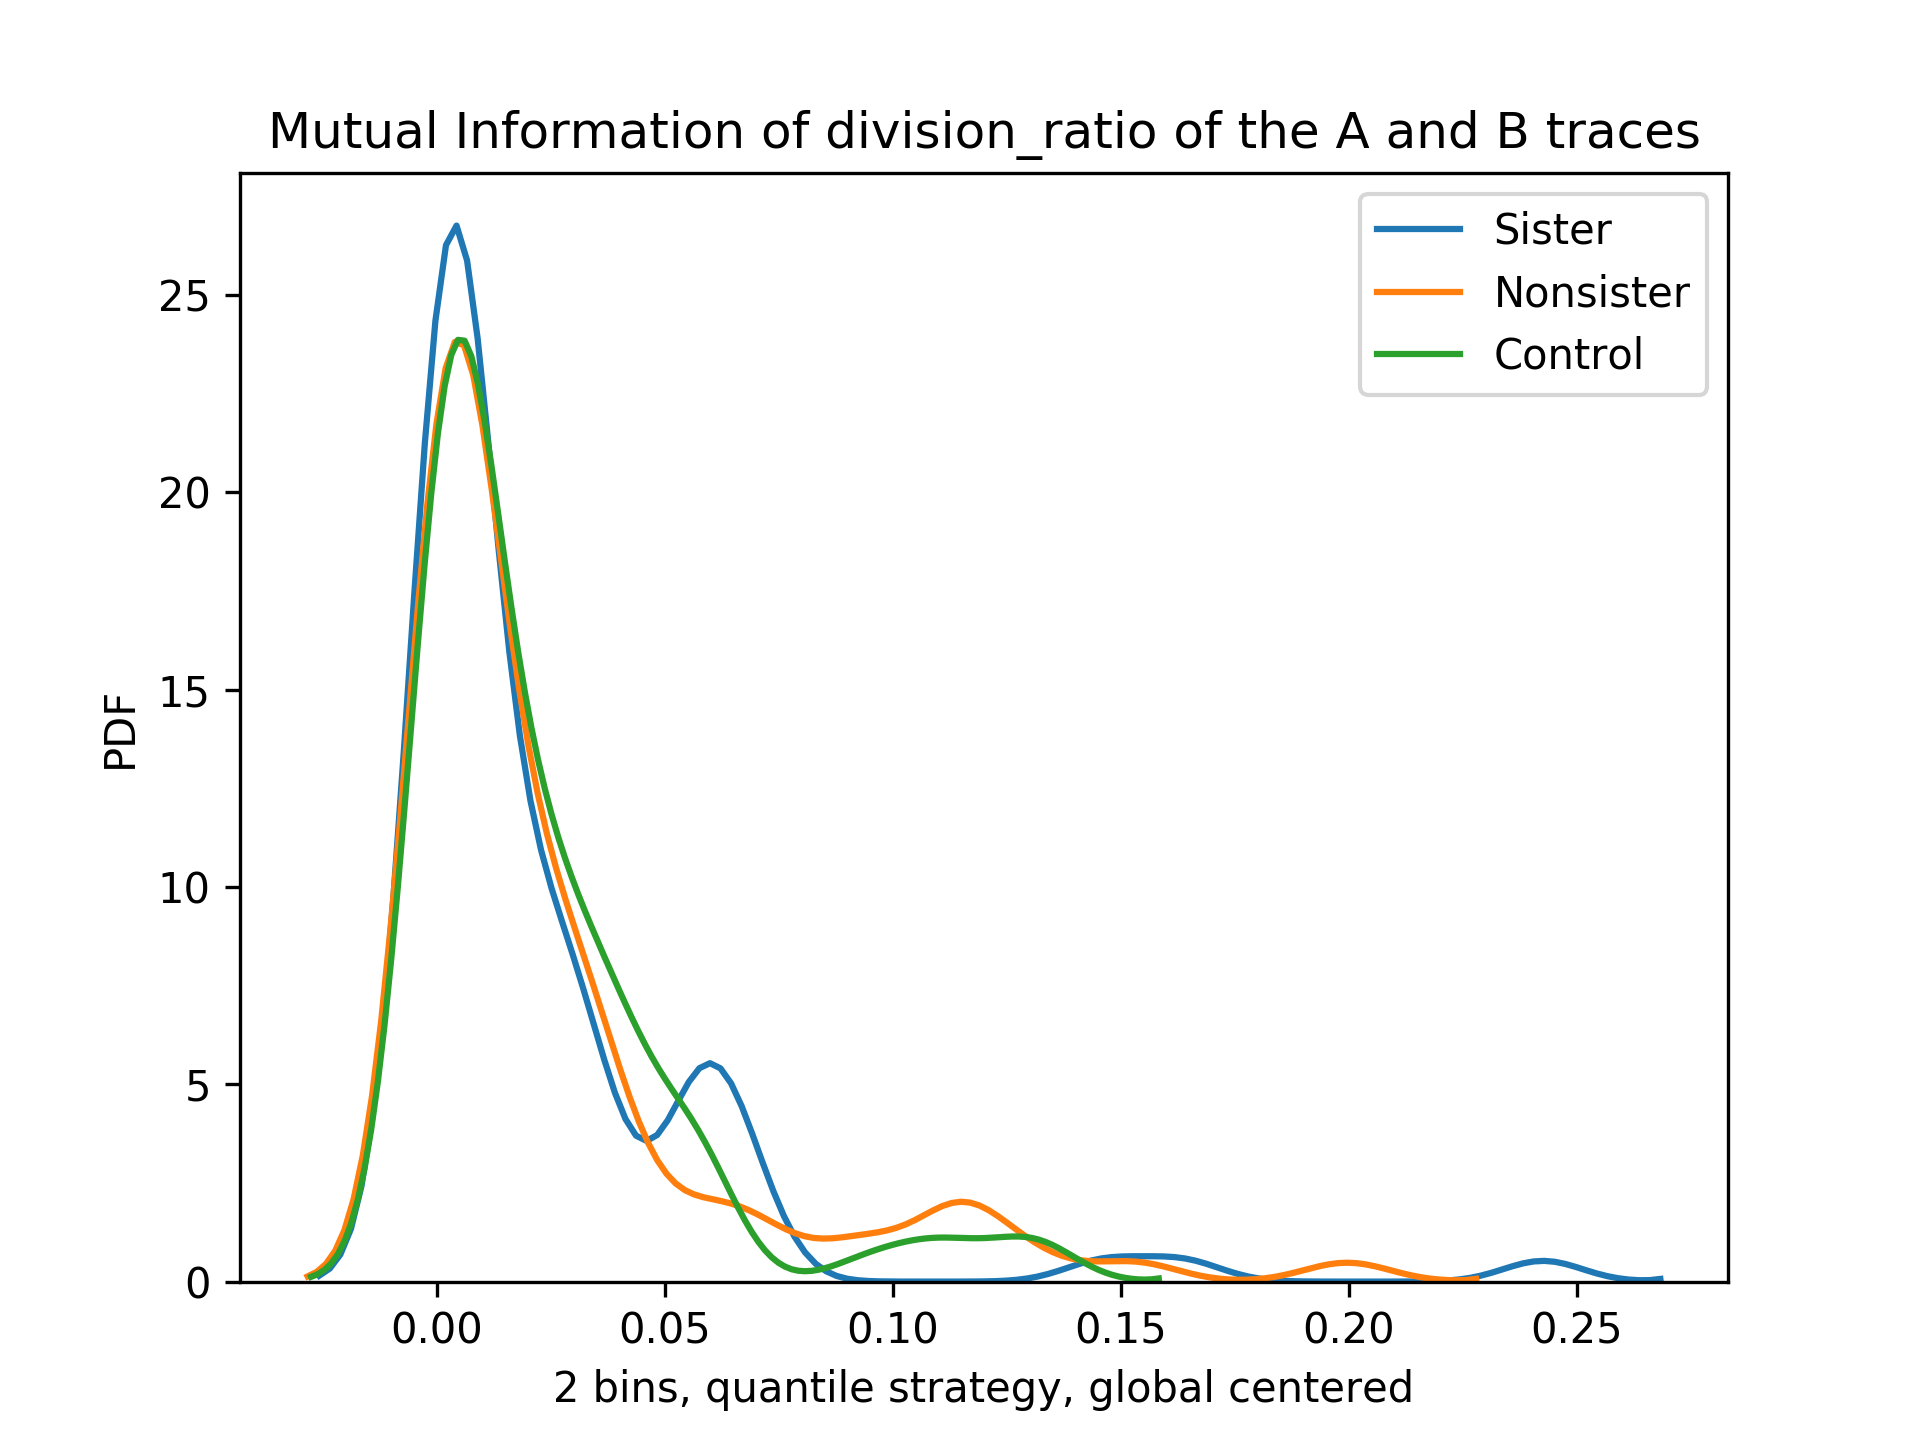 Mutual Information of division_ratio of the A and B traces
Sister
Nonsister
Control
25
20
15
10
5
0
PDF
0.00 0.05 0.10 0.15 0.20 0.25
2 bins, quantile strategy, global centered